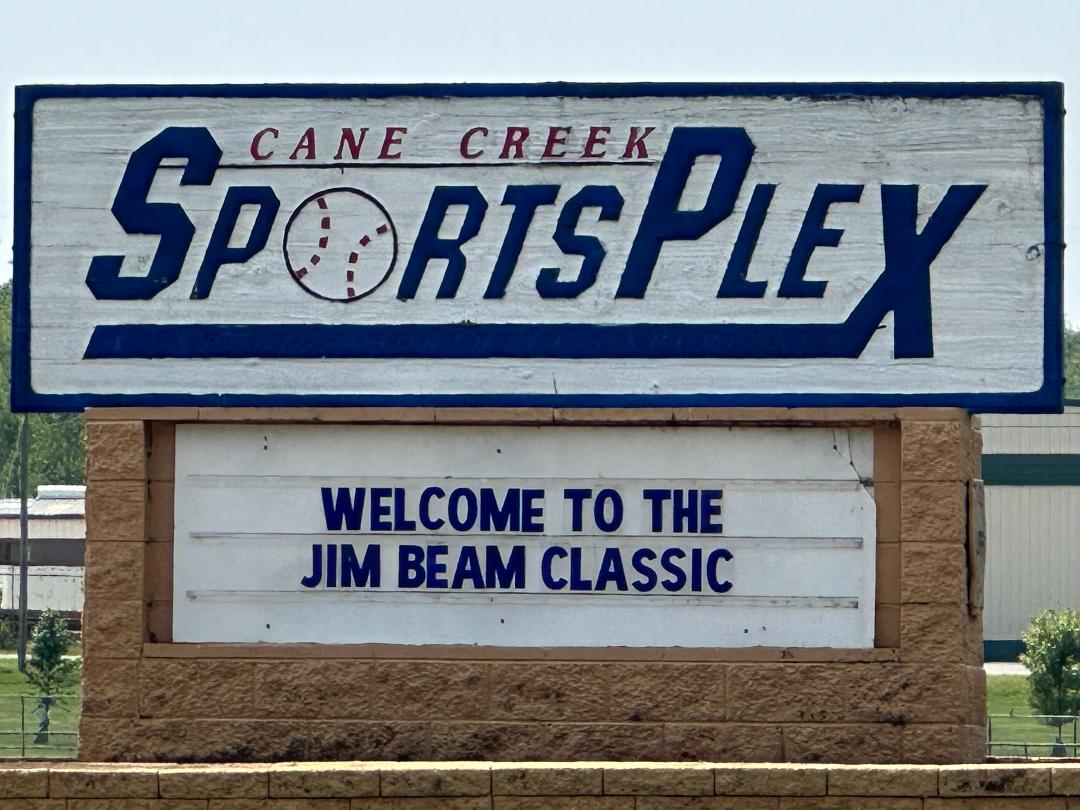 CANE CREEK
SPORTSPLEX
WELCOME TO THE
JIM BEAM CLASSIC